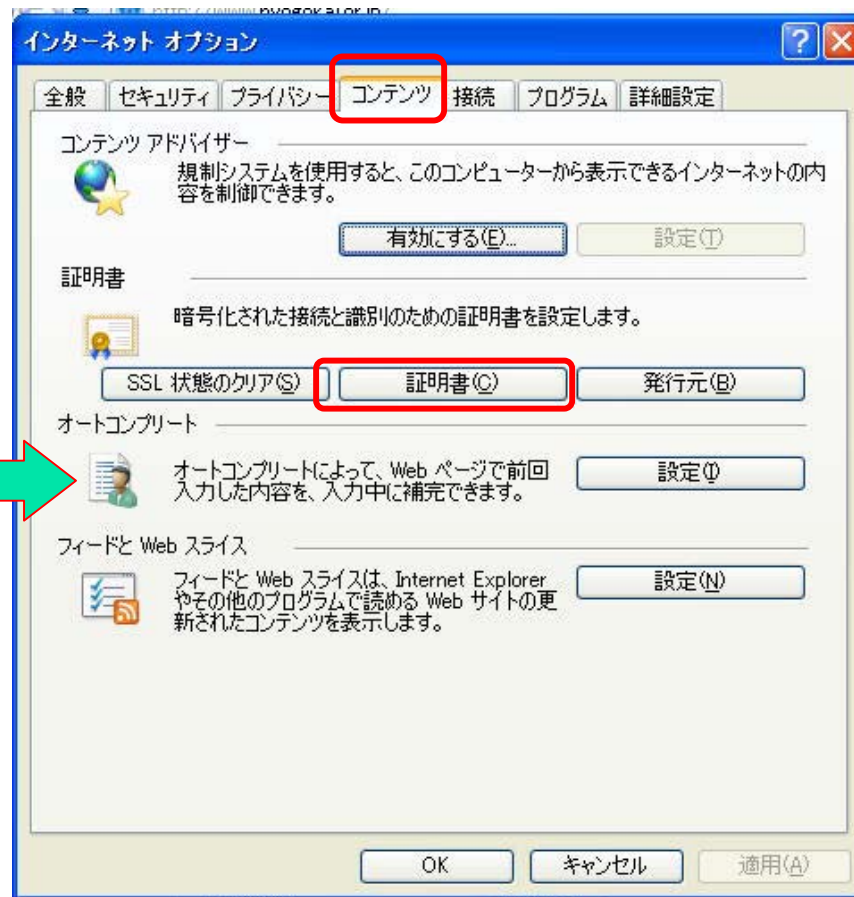 インターネット オプション
全般 セキュリティ プライバシー コンテンツ 接続 プログラム 詳細設定
コンテンツ アドバイザー
規制システムを使用すると、このコンピューターから表示できるインターネットの内
容を制御できます。
有効にする(E)... 設定(T)
証明書
暗号化された接続と識別のための証明書を設定します。
SSL 状態のクリア(S) 証明書(C) 発行元(B)
オートコンプリート
オートコンプリートによって、Web ページで前回
入力した内容を、入力中に補完できます。
設定(I)
フィードと Web スライス
フィードと Web スライスは、Internet Explorer
やその他のプログラムで読める Web サイトの更
新されたコンテンツを表示します。
設定(N)
OK キャンセル 適用(A)